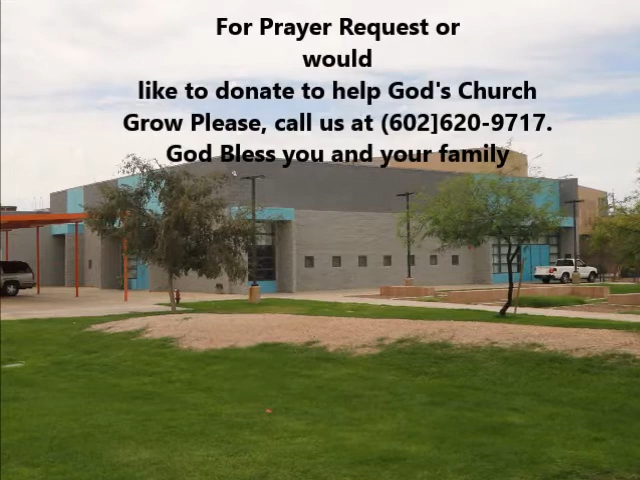 For Prayer Request or
would
like to donate to help God's Church
Grow Please, call us at (602]620-9717.
God Bless you and your family